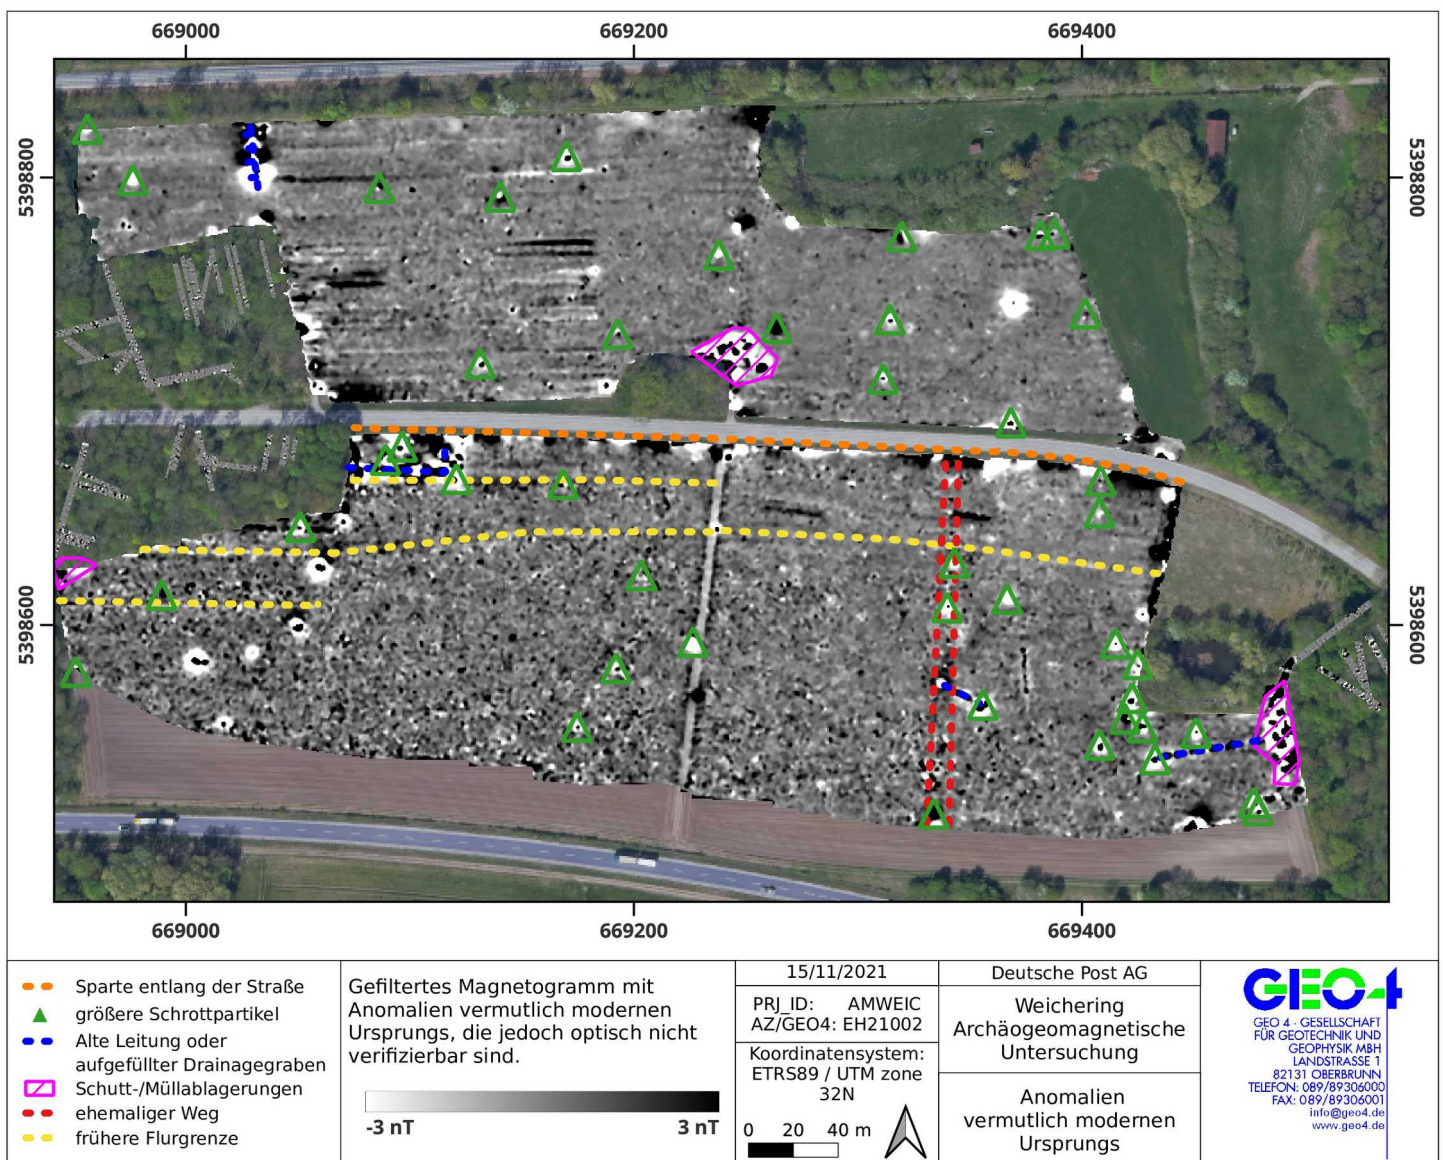 669000
669200
669400
5398800
5398800
5398600
5398600
669000
669200
669400
Sparte entlang der Straße
größere Schrottpartikel
Alte Leitung oder
aufgefüllter Drainagegraben
Schutt-/Müllablagerungen
ehemaliger Weg
frühere Flurgrenze
Gefiltertes Magnetogramm mit
Anomalien vermutlich modernen
Ursprungs, die jedoch optisch nicht
verifizierbar sind.
-3 nT
3 nT
15/11/2021
PRJ_ID: AMWEIC
AZ/GEO4: EH21002
Koordinatensystem:
ETRS89 / UTM zone
32N
0 20 40 m
Deutsche Post AG
Weichering
Archäogeomagnetische
Untersuchung
Anomalien
vermutlich modernen
Ursprungs
GEO-4
GEO 4 - GESELLSCHAFT
FÜR GEOTECHNIK UND
GEOPHYSIK MBH
LANDSTRASSE 1
82131 OBERBRUNN
TELEFON: 089/89306000
FAX: 089/89306001
info@geo4.de
www.geo4.de